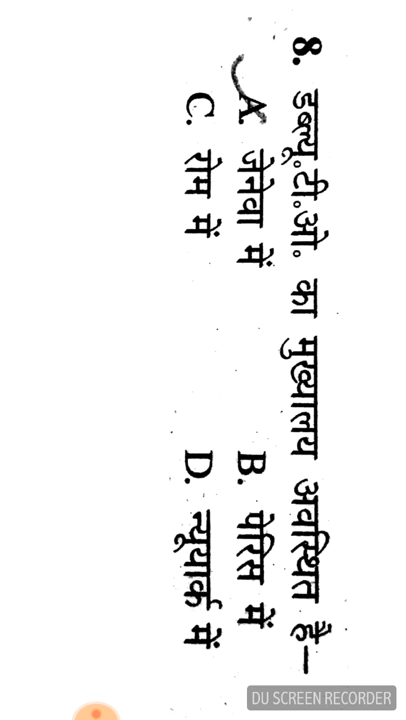 8. डब्ल्यू.टी.ओ. का मुख्यालय अवस्थित है–
A. जेनेवा में B. पेरिस में
C. रोम में D. न्यूयार्क में
DU SCREEN RECORDER